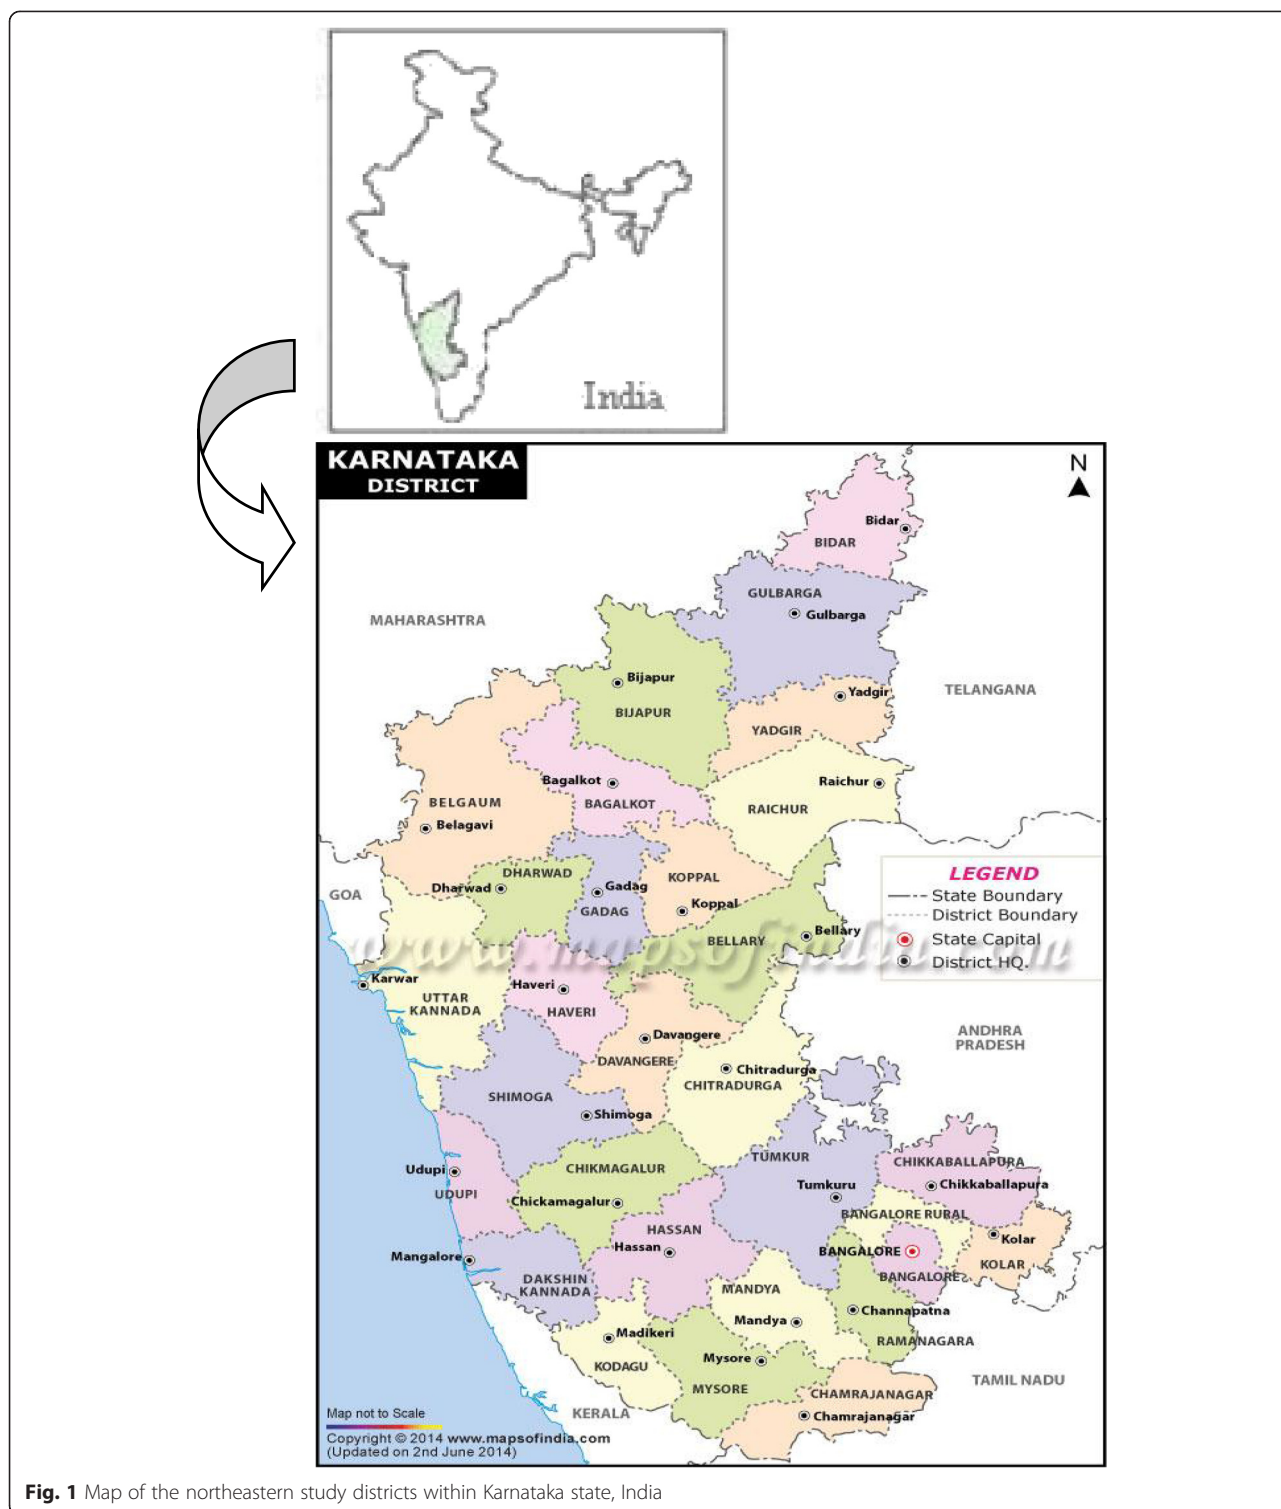 India
KARNATAKA
DISTRICT
N
Bidar
BIDAR
GULBARGA
Gulbarga
MAHARASHTRA
Bijapur
BIJAPUR
Yadgir
YADGIR
TELANGANA
Bagalkot
BAGALKOT
Raichur
RAICHUR
BELGAUM
Belagavi
DHARWAD
Dharwad
Gadag
GADAG
KOPPAL
Koppal
GOA
LEGEND
State Boundary
District Boundary
State Capital
District HQ.
BELLARY
Bellary
www.mapsofindia.com
Karwar
UTTAR
KANNADA
Haveri
HAVERI
Davangere
DAVANGERE
Chitradurga
CHITRADURGA
ANDHRA
PRADESH
SHIMOGA
Shimoga
TUMKUR
Tumkuru
CHIKKABALLAPURA
Chikkaballapura
Udupi
UDUPI
CHIKMAGALUR
Chickamagalur
HASSAN
Hassan
BANGALORE RURAL
BANGALORE
BANGALORE
Kolar
KOLAR
Mangalore
DAKSHIN
KANNADA
MANDYA
Mandya
Channapatna
RAMANAGARA
Madikeri
KODAGU
Mysore
MYSORE
CHAMRAJANAGAR
Chamrajanagar
TAMIL NADU
KERALA
Map not to Scale
Copyright © 2014 www.mapsofindia.com
(Updated on 2nd June 2014)
Fig. 1 Map of the northeastern study districts within Karnataka state, India